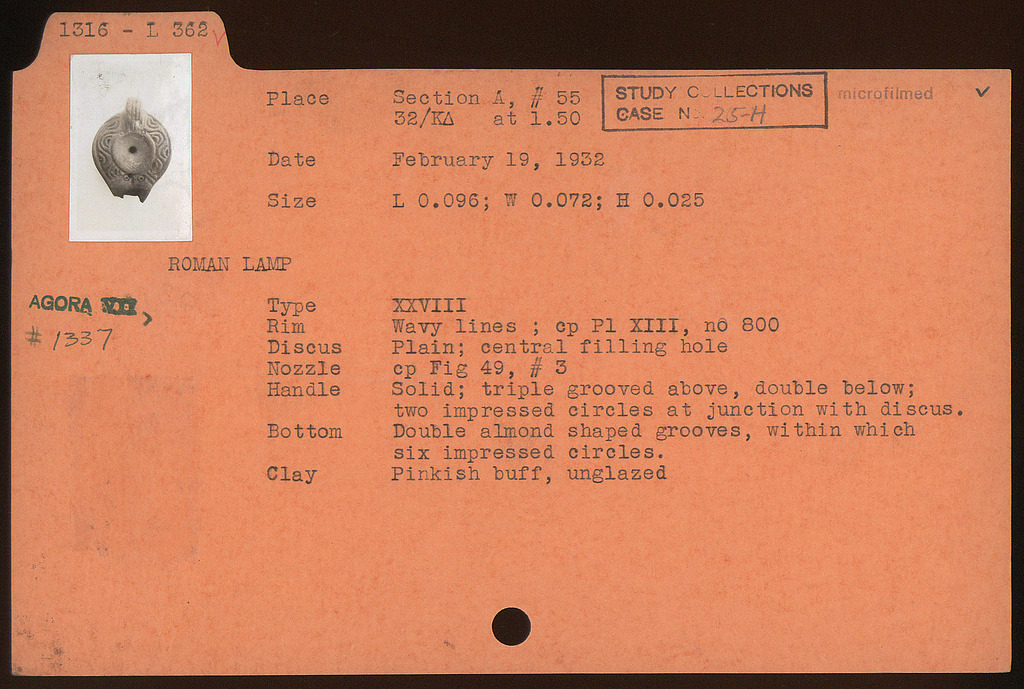 1316 - L 362 ✓
Place Section A, # 55
32/ΚΔ at 1.50
STUDY COLLECTIONS
CASE No. 25-H
microfilmed ✓
Date February 19, 1932
Size L 0.096; W 0.072; H 0.025
ROMAN LAMP
AGORA VII,
# 1337
Type XXVIII
Rim Wavy lines ; cp Pl XIII, no 800
Discus Plain; central filling hole
Nozzle cp Fig 49, # 3
Handle Solid; triple grooved above, double below;
two impressed circles at junction with discus.
Bottom Double almond shaped grooves, within which
six impressed circles.
Clay Pinkish buff, unglazed